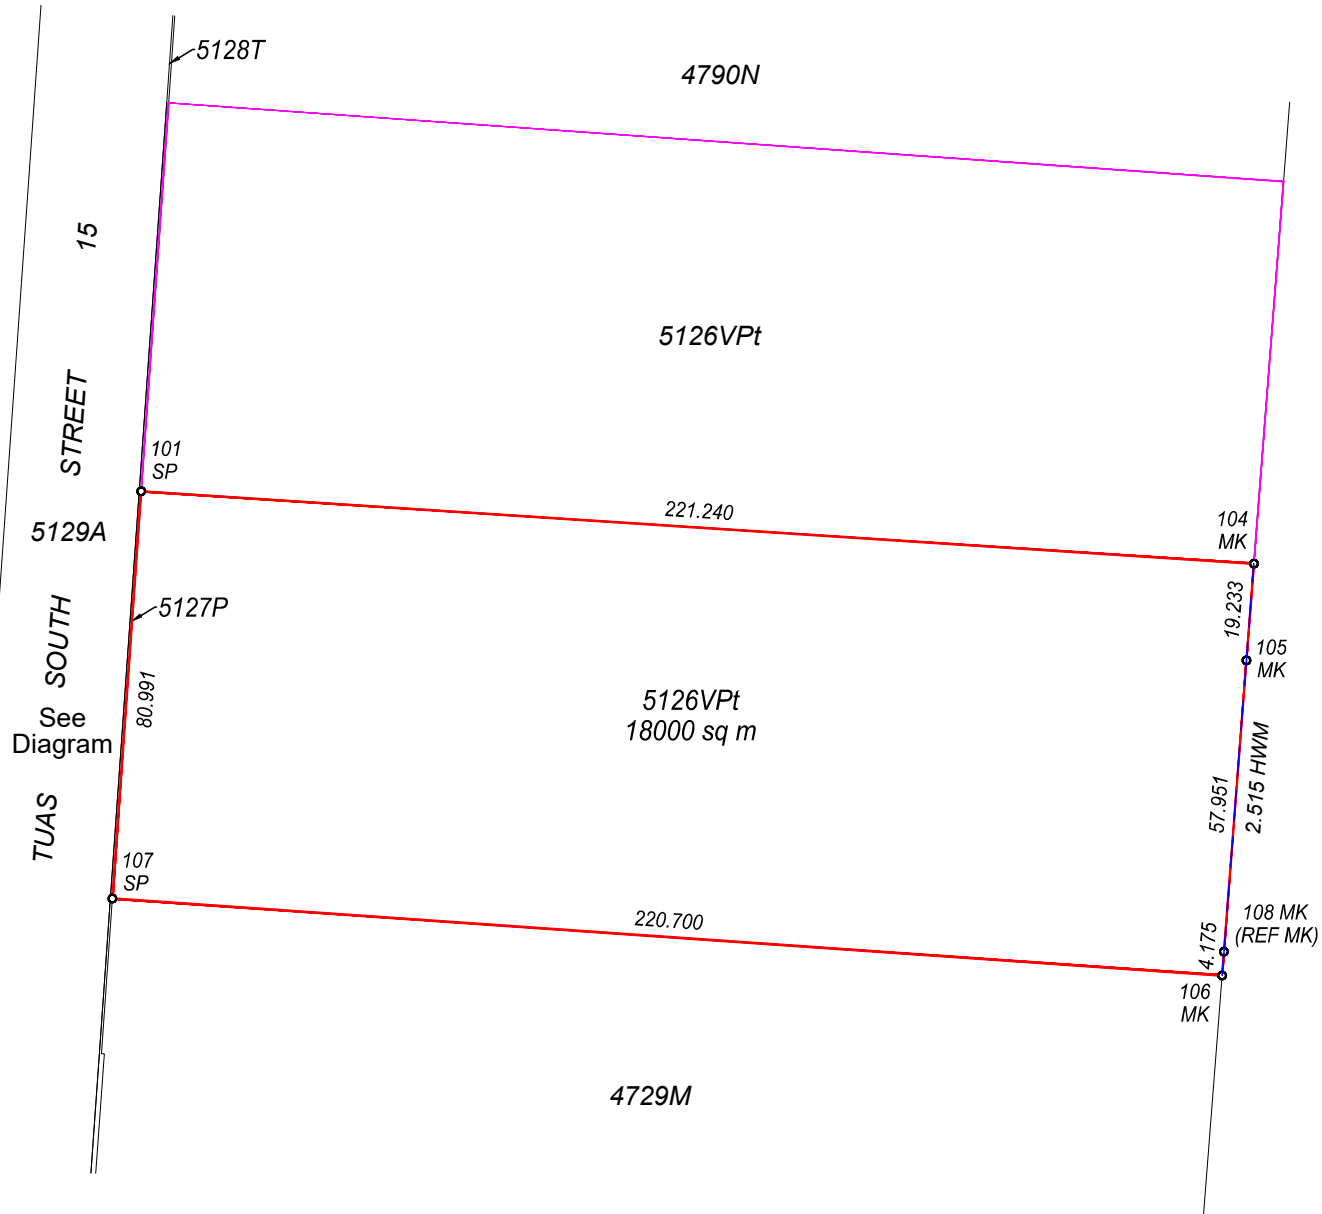 5128T
4790N
15
5126VPt
STREET
101
SP
221.240
104
MK
5129A
19.233
5127P
SOUTH
105
MK
80.991
5126VPt
18000 sq m
See
Diagram
57.951
2.515 HWM
TUAS
107
SP
220.700
108 MK
(REF MK)
4.175
106
MK
4729M